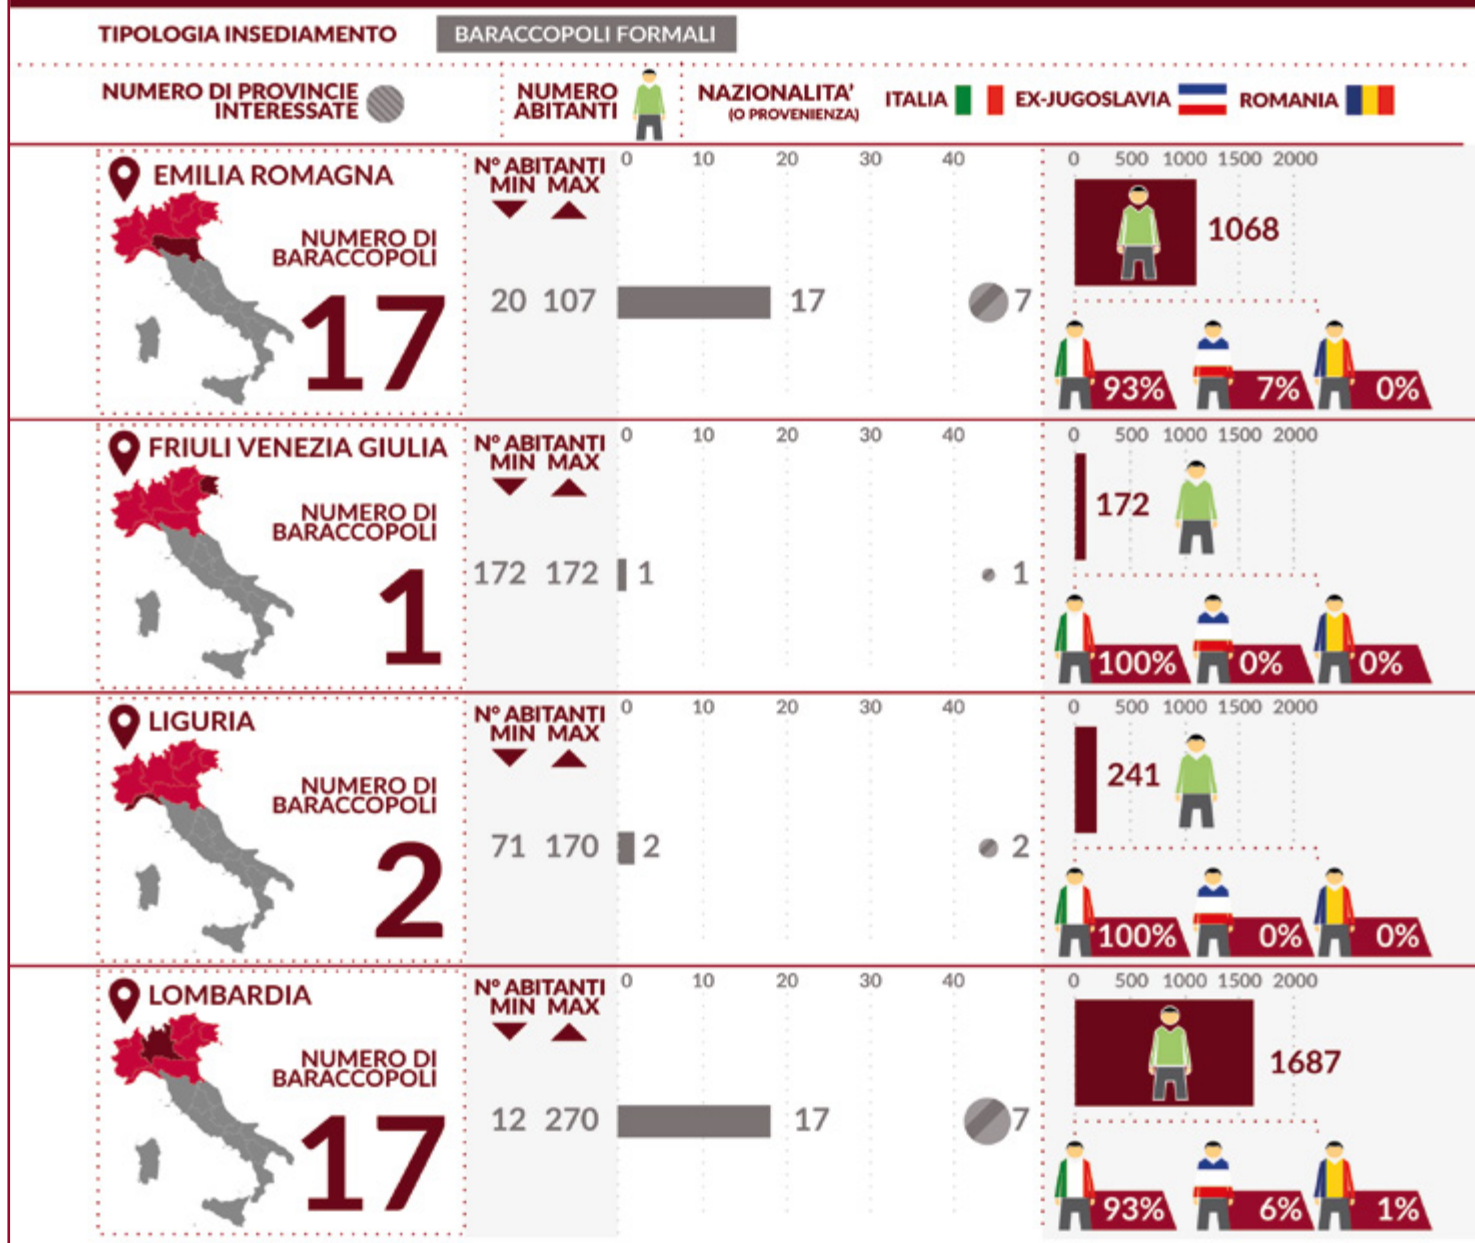 TIPOLOGIA INSEDIAMENTO BARACCOPOLI FORMALI
NUMERO DI PROVINCIE
INTERESSATE
NUMERO
ABITANTI
NAZIONALITA'
(O PROVENIENZA)
ITALIA EX-JUGOSLAVIA ROMANIA
EMILIA ROMAGNA
NUMERO DI
BARACCOPOLI
17
N° ABITANTI
MIN MAX
20 107
0 10 20 30 40
17
7
0 500 1000 1500 2000
1068
93% 7% 0%
FRIULI VENEZIA GIULIA
NUMERO DI
BARACCOPOLI
1
N° ABITANTI
MIN MAX
172 172
0 10 20 30 40
1
1
0 500 1000 1500 2000
172
100% 0% 0%
LIGURIA
NUMERO DI
BARACCOPOLI
2
N° ABITANTI
MIN MAX
71 170
0 10 20 30 40
2
2
0 500 1000 1500 2000
241
100% 0% 0%
LOMBARDIA
NUMERO DI
BARACCOPOLI
17
N° ABITANTI
MIN MAX
12 270
0 10 20 30 40
17
7
0 500 1000 1500 2000
1687
93% 6% 1%